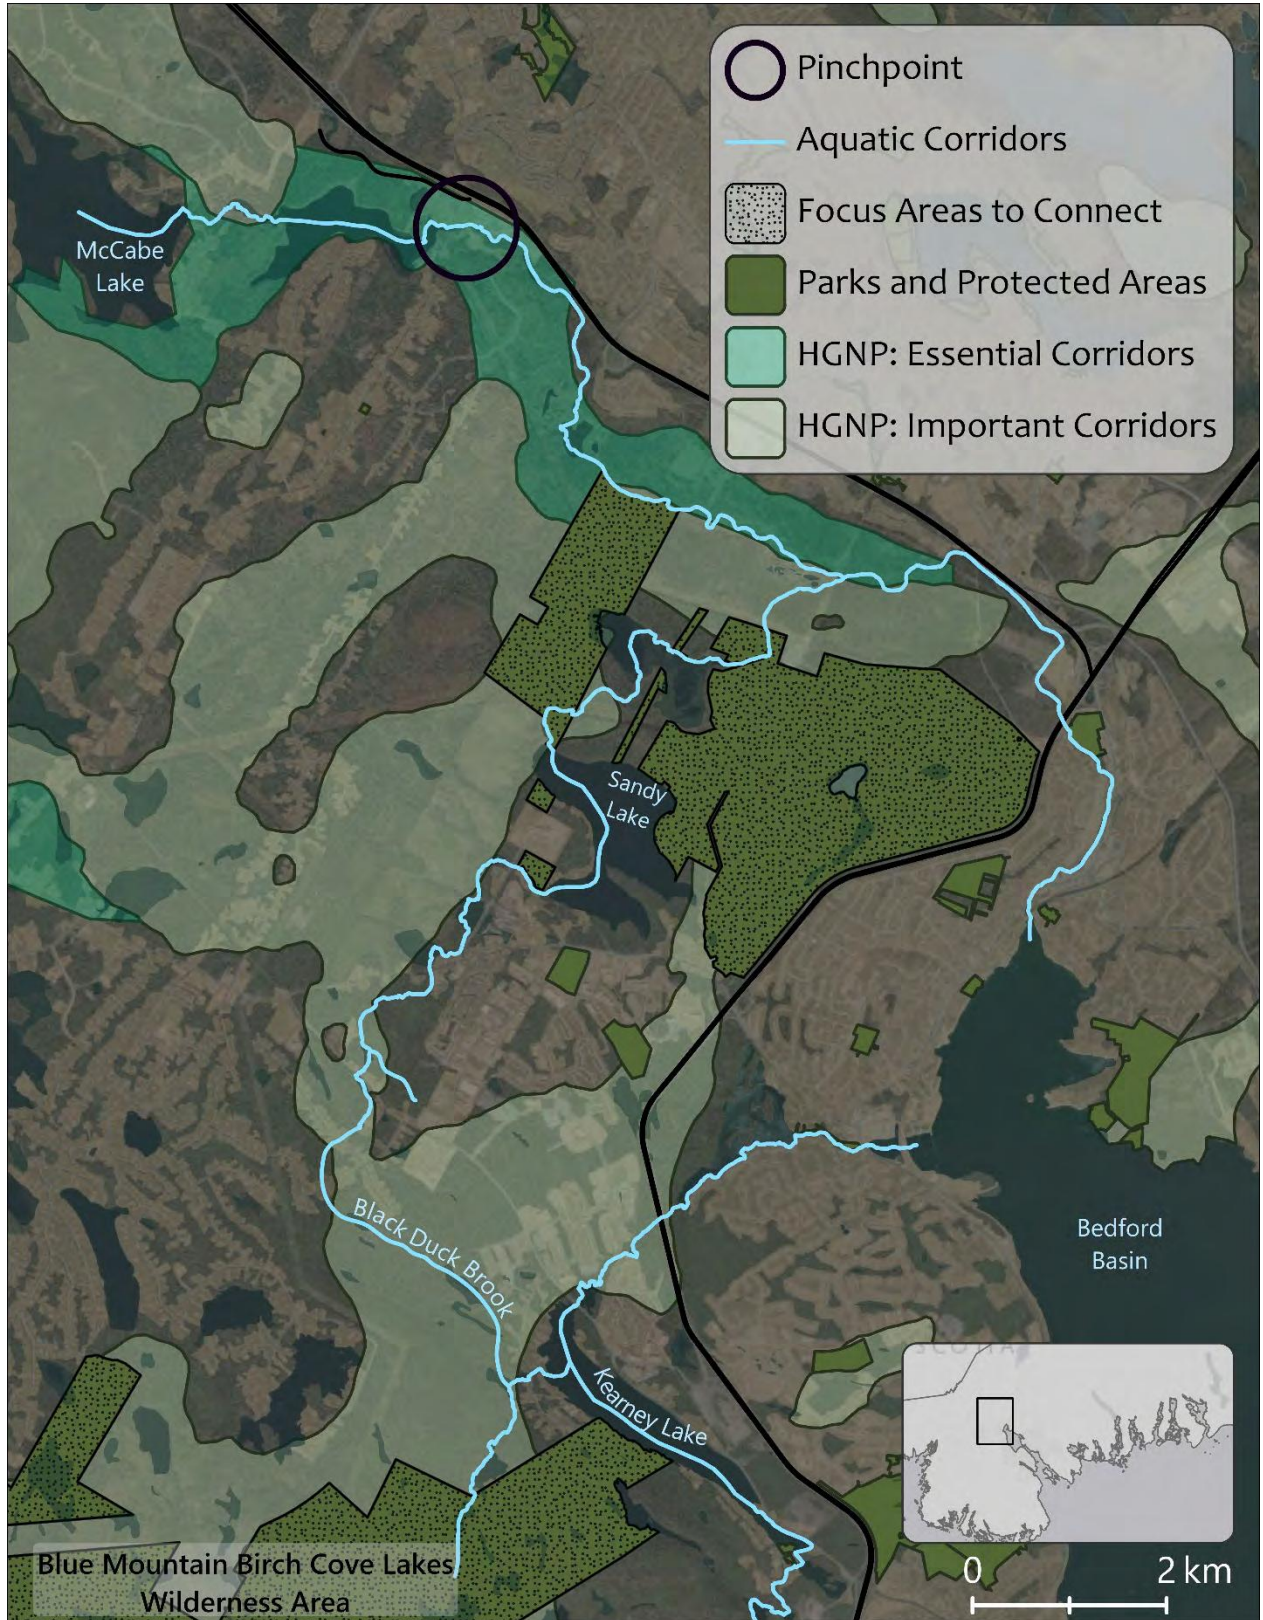 Pinchpoint
Aquatic Corridors
Focus Areas to Connect
Parks and Protected Areas
HGNP: Essential Corridors
HGNP: Important Corridors
McCabe
Lake
Sandy
Lake
Black Duck Brook
Bedford
Basin
Kearney Lake
SCOTIA
Blue Mountain Birch Cove Lakes
Wilderness Area
0 2 km